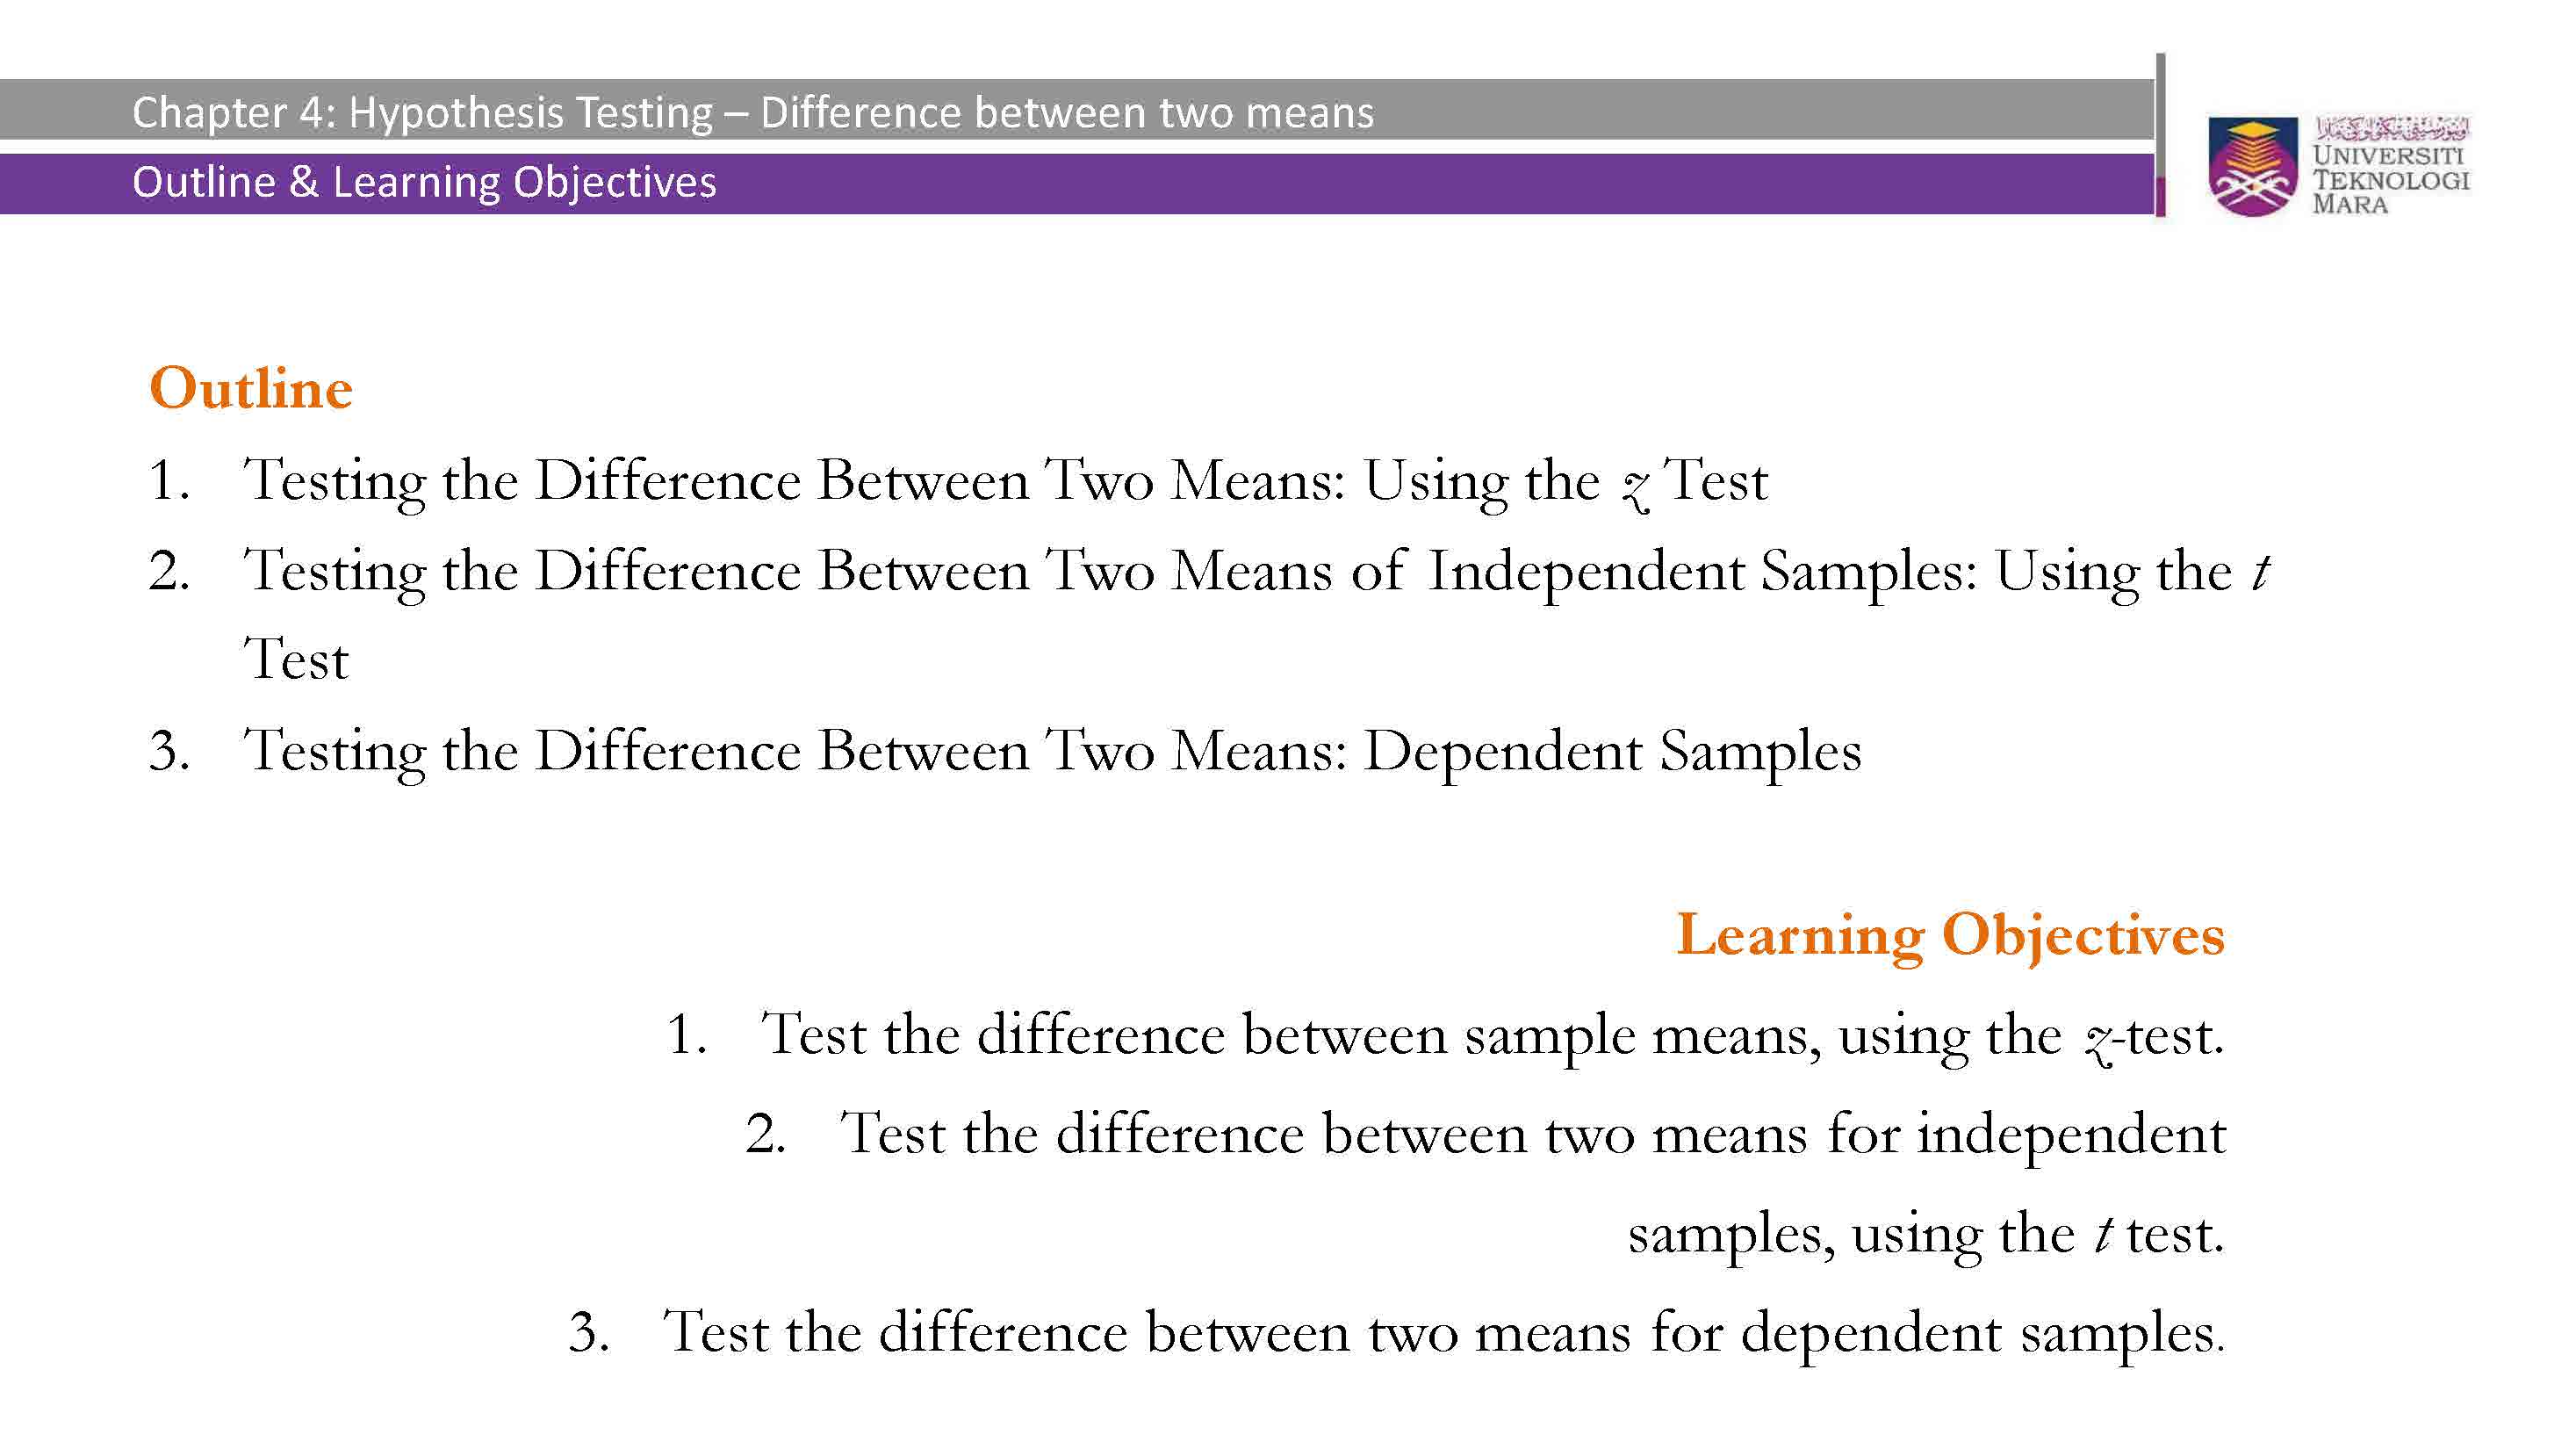 Chapter 4: Hypothesis Testing – Difference between two means
Outline & Learning Objectives
UNIVERSITI
TEKNOLOGI
MARA
Outline
1. Testing the Difference Between Two Means: Using the z Test
2. Testing the Difference Between Two Means of Independent Samples: Using the t
Test
3. Testing the Difference Between Two Means: Dependent Samples
Learning Objectives
1. Test the difference between sample means, using the z-test.
2. Test the difference between two means for independent
samples, using the t test.
3. Test the difference between two means for dependent samples.